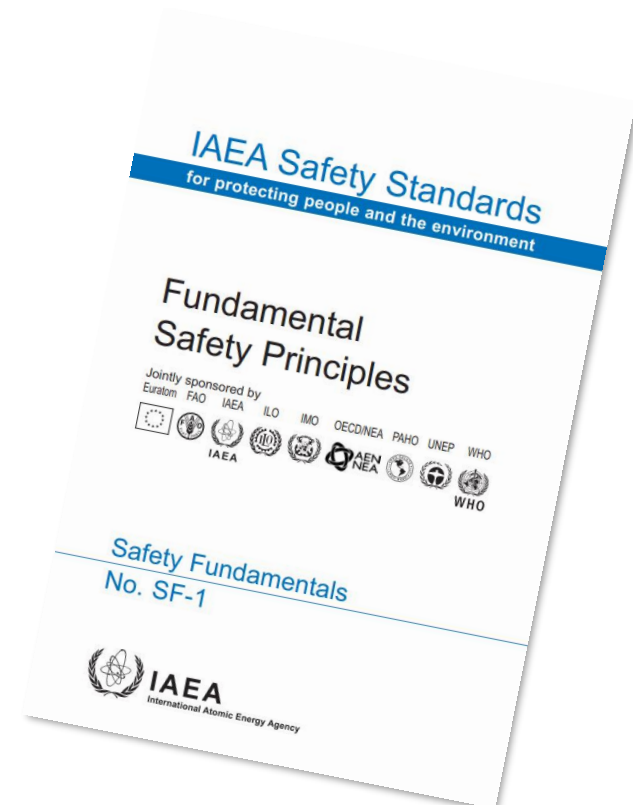 IAEA Safety Standards
for protecting people and the environment
Fundamental
Safety Principles
Jointly sponsored by
Euratom FAO IAEA ILO IMO OECD/NEA PAHO UNEP WHO
IAEA
AEN
NEA
WHO
Safety Fundamentals
No. SF-1
IAEA
International Atomic Energy Agency